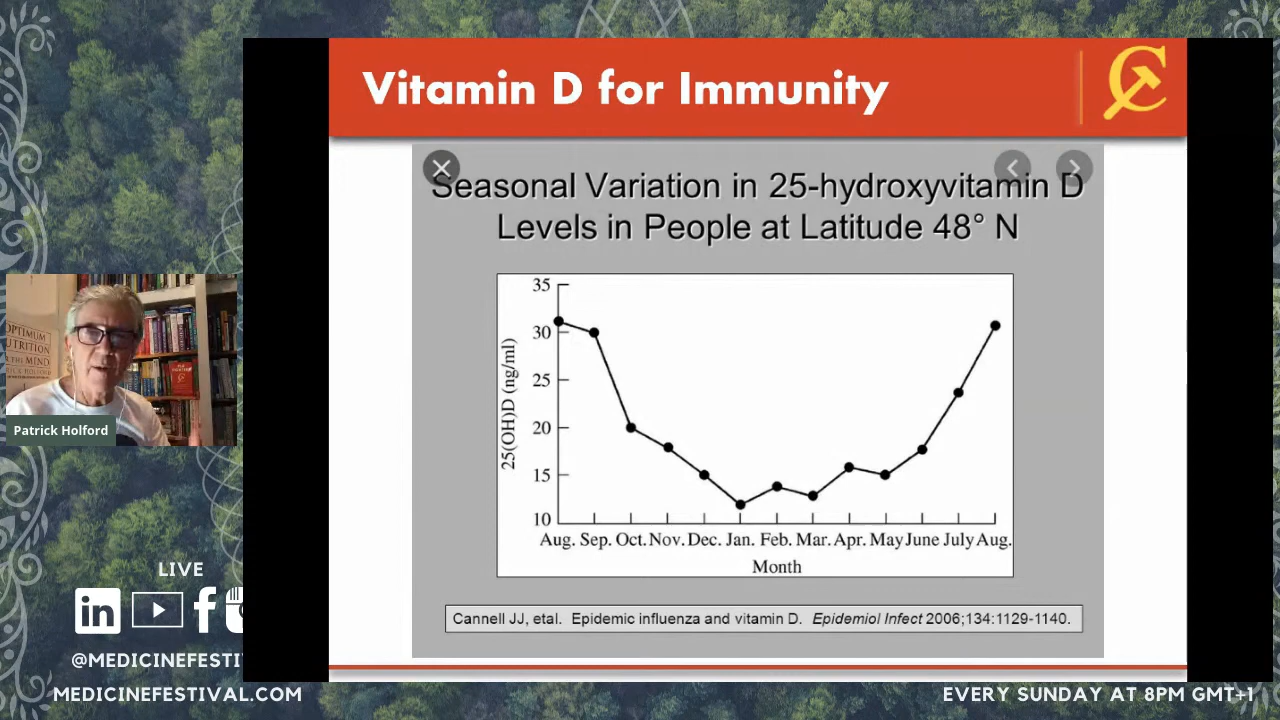 Vitamin D for Immunity
Seasonal Variation in 25-hydroxyvitamin D
Levels in People at Latitude 48° N
35
30
25
20
15
10
25(OH)D (ng/ml)
Aug. Sep. Oct. Nov. Dec. Jan. Feb. Mar. Apr. May June July Aug.
Month
Cannell JJ, etal. Epidemic influenza and vitamin D. Epidemiol Infect 2006;134:1129-1140.
OPTIMUM
NUTRITION
Patrick Holford
LIVE
@MEDICINEFESTI
MEDICINEFESTIVAL.COM
EVERY SUNDAY AT 8PM GMT+1